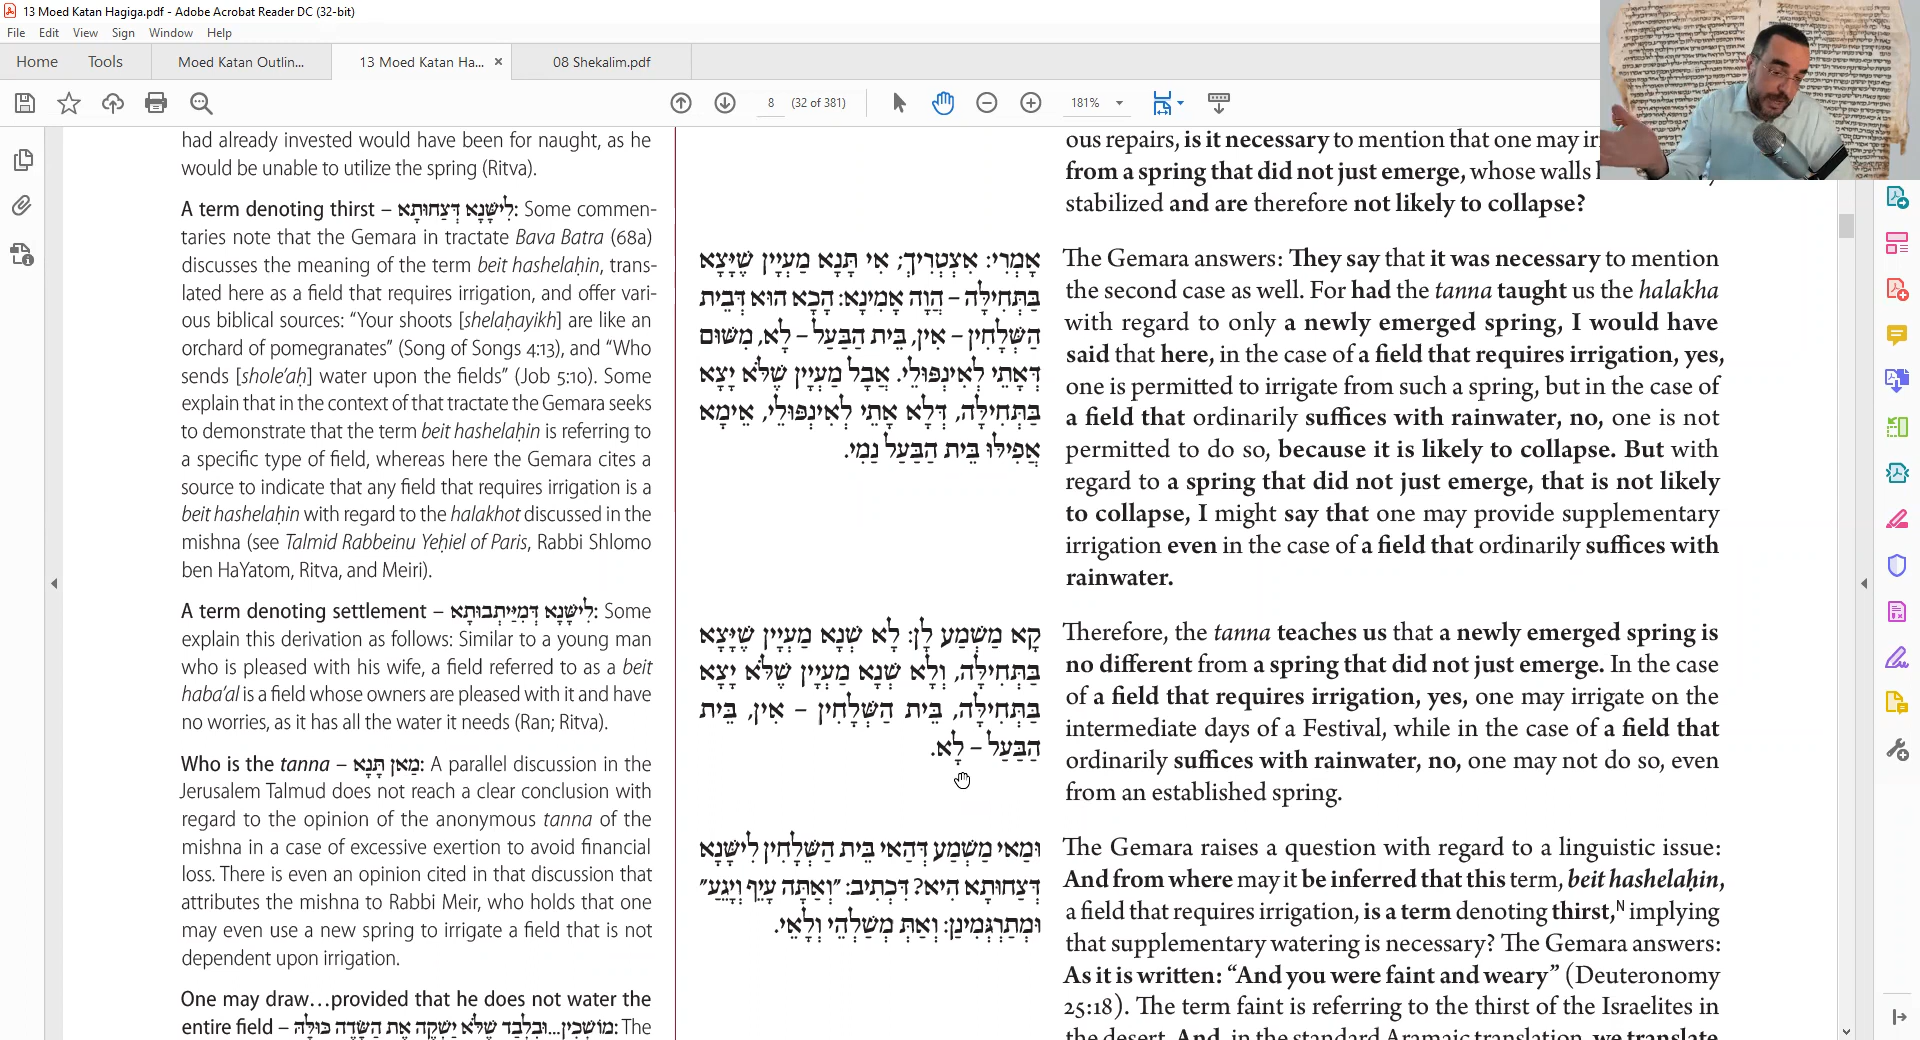 13 Moed Katan Hagiga.pdf - Adobe Acrobat Reader DC (32-bit)
File Edit View Sign Window Help
Home Tools Moed Katan Outlin... 13 Moed Katan Ha... × 08 Shekalim.pdf
8 (32 of 381) 181%
had already invested would have been for naught, as he
would be unable to utilize the spring (Ritva).
A term denoting thirst – לִישָּׁנָא דְּצַחוּתָא: Some commen-
taries note that the Gemara in tractate Bava Batra (68a)
discusses the meaning of the term beit hashelaḥin, trans-
lated here as a field that requires irrigation, and offer vari-
ous biblical sources: “Your shoots [shelaḥayikh] are like an
orchard of pomegranates” (Song of Songs 4:13), and “Who
sends [shole’aḥ] water upon the fields” (Job 5:10). Some
explain that in the context of that tractate the Gemara seeks
to demonstrate that the term beit hashelaḥin is referring to
a specific type of field, whereas here the Gemara cites a
source to indicate that any field that requires irrigation is a
beit hashelaḥin with regard to the halakhot discussed in the
mishna (see Talmid Rabbeinu Yeḥiel of Paris, Rabbi Shlomo
ben HaYatom, Ritva, and Meiri).
A term denoting settlement – לִישָּׁנָא דִּמְיַיתְּבוּתָא: Some
explain this derivation as follows: Similar to a young man
who is pleased with his wife, a field referred to as a beit
haba’al is a field whose owners are pleased with it and have
no worries, as it has all the water it needs (Ran; Ritva).
Who is the tanna – מַאן תָּנָא: A parallel discussion in the
Jerusalem Talmud does not reach a clear conclusion with
regard to the opinion of the anonymous tanna of the
mishna in a case of excessive exertion to avoid financial
loss. There is even an opinion cited in that discussion that
attributes the mishna to Rabbi Meir, who holds that one
may even use a new spring to irrigate a field that is not
dependent upon irrigation.
One may draw…provided that he does not water the
entire field – מוֹשְׁכִין…וּבִלְבַד שֶׁלֹּא יַשְׁקֶה אֶת הַשָּׂדֶה כּוּלָּהּ: The
אָמְרִי: אִצְטְרִיךְ; אִי תָּנָא מַעְיָין שֶׁיָּצָא
בַּתְּחִילָּה – הֲוָה אָמֵינָא: הָכָא הוּא דְּבֵית
הַשְּׁלָחִין – אִין, בֵּית הַבַּעַל – לָא, מִשּׁוּם
דְּאָתֵי לְאִינְפּוּלֵי. אֲבָל מַעְיָין שֶׁלֹּא יָצָא
בַּתְּחִילָּה, דְּלָא אָתֵי לְאִינְפּוּלֵי, אֵימָא
אֲפִילּוּ בֵּית הַבַּעַל נַמִי.
קָא מַשְׁמַע לָן: לָא שְׁנָא מַעְיָין שֶׁיָּצָא
בַּתְּחִילָּה, וְלָא שְׁנָא מַעְיָין שֶׁלֹּא יָצָא
בַּתְּחִילָּה, בֵּית הַשְּׁלָחִין – אִין, בֵּית
הַבַּעַל – לָא.
וּמַאי מַשְׁמַע דְּהַאי בֵּית הַשְּׁלָחִין לִישָּׁנָא
דְּצַחוּתָא הִיא? דִּכְתִיב: ״וְאַתָּה עָיֵף וְיָגֵעַ״
וּמְתַרְגְּמִינַן: וְאַתְּ מְשַׁלְהֵי וְלָאֵי.
ous repairs, is it necessary to mention that one may
from a spring that did not just emerge, whose walls
stabilized and are therefore not likely to collapse?
The Gemara answers: They say that it was necessary to mention
the second case as well. For had the tanna taught us the halakha
with regard to only a newly emerged spring, I would have
said that here, in the case of a field that requires irrigation, yes,
one is permitted to irrigate from such a spring, but in the case of
a field that ordinarily suffices with rainwater, no, one is not
permitted to do so, because it is likely to collapse. But with
regard to a spring that did not just emerge, that is not likely
to collapse, I might say that one may provide supplementary
irrigation even in the case of a field that ordinarily suffices with
rainwater.
Therefore, the tanna teaches us that a newly emerged spring is
no different from a spring that did not just emerge. In the case
of a field that requires irrigation, yes, one may irrigate on the
intermediate days of a Festival, while in the case of a field that
ordinarily suffices with rainwater, no, one may not do so, even
from an established spring.
The Gemara raises a question with regard to a linguistic issue:
And from where may it be inferred that this term, beit hashelaḥin,
a field that requires irrigation, is a term denoting thirst,ᴺ implying
that supplementary watering is necessary? The Gemara answers:
As it is written: “And you were faint and weary” (Deuteronomy
25:18). The term faint is referring to the thirst of the Israelites in
the desert. And, in the standard Aramaic translation, we translate